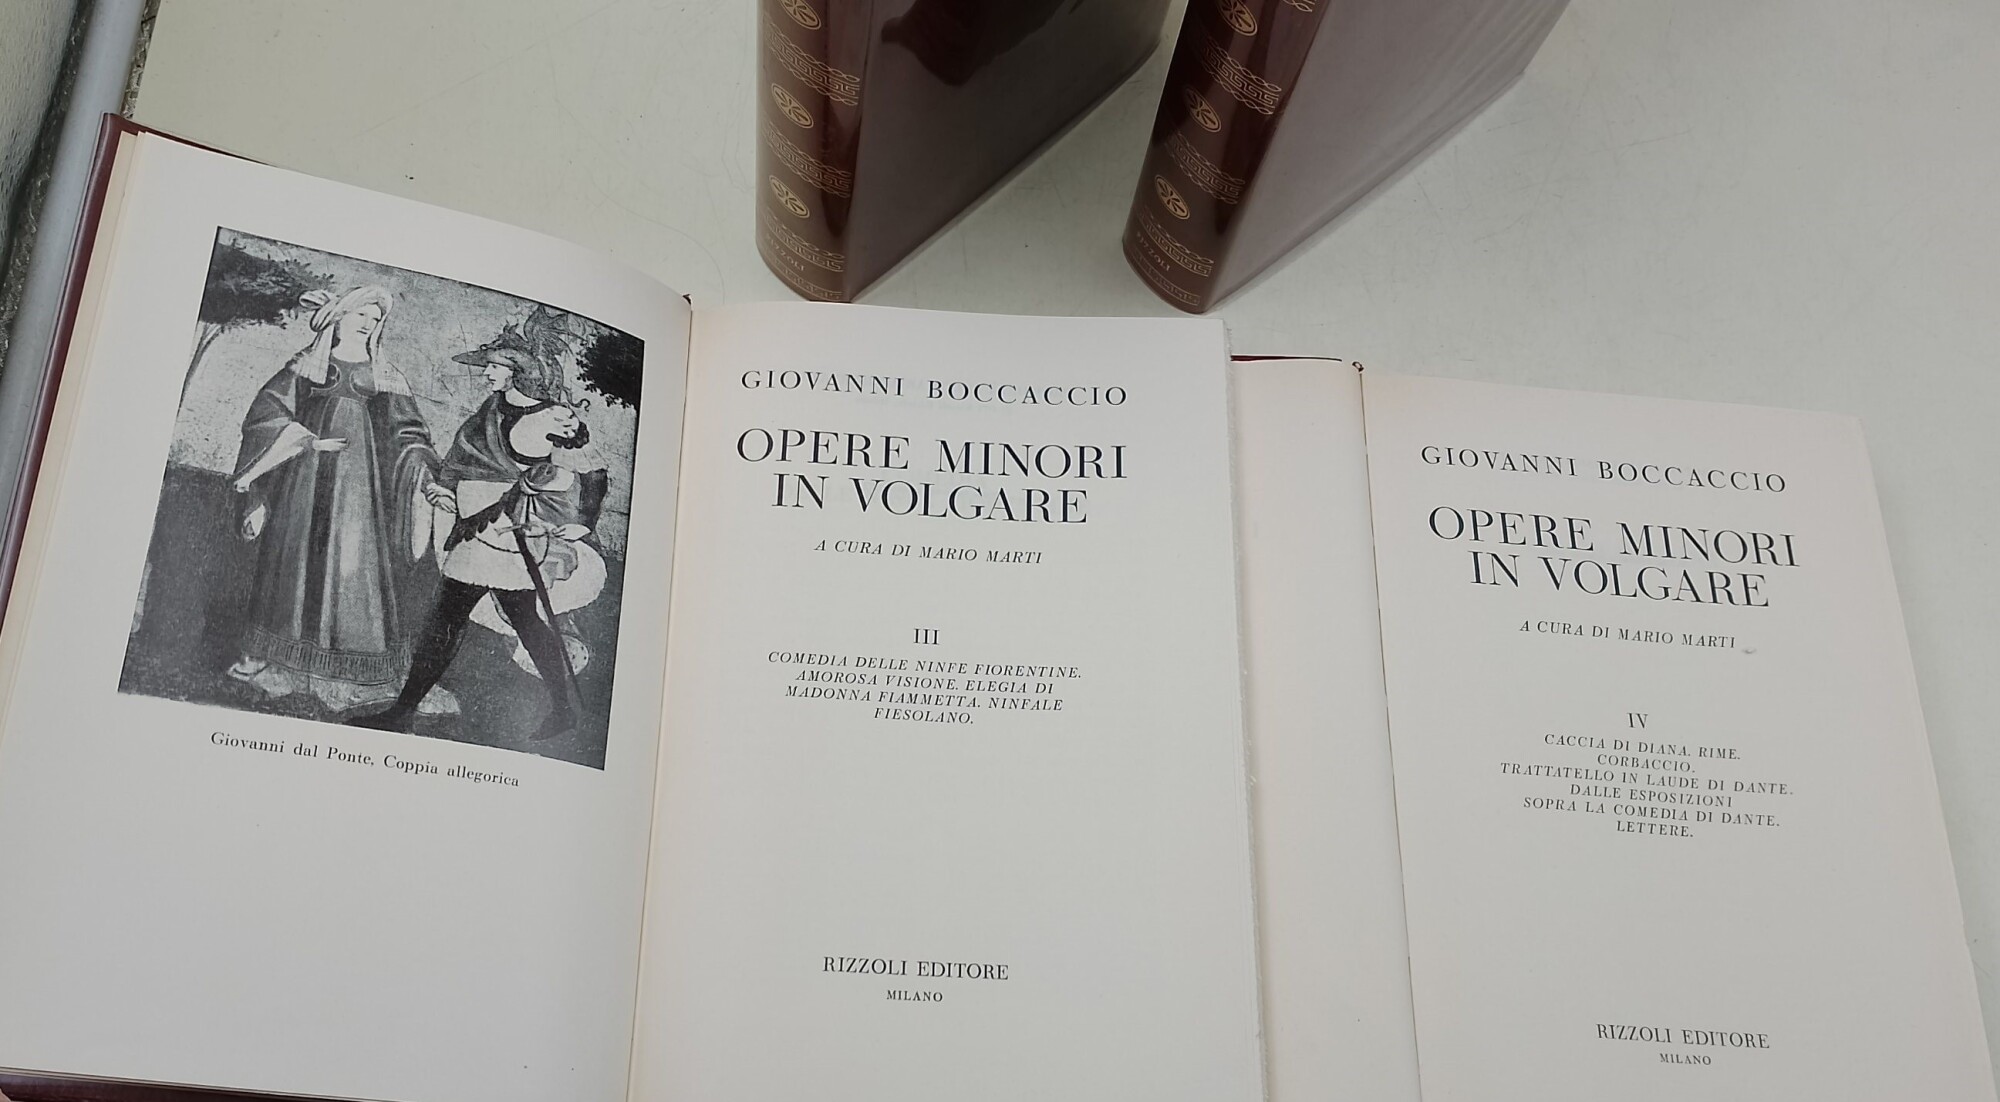 RIZZOLI
RIZZOLI
Giovanni dal Ponte, Coppia allegorica
GIOVANNI BOCCACCIO
OPERE MINORI
IN VOLGARE
A CURA DI MARIO MARTI
III
COMEDIA DELLE NINFE FIORENTINE.
AMOROSA VISIONE. ELEGIA DI
MADONNA FIAMMETTA. NINFALE
FIESOLANO.
RIZZOLI EDITORE
MILANO
GIOVANNI BOCCACCIO
OPERE MINORI
IN VOLGARE
A CURA DI MARIO MARTI
IV
CACCIA DI DIANA. RIME.
CORBACCIO.
TRATTATELLO IN LAUDE DI DANTE.
DALLE ESPOSIZIONI
SOPRA LA COMEDIA DI DANTE.
LETTERE.
RIZZOLI EDITORE
MILANO